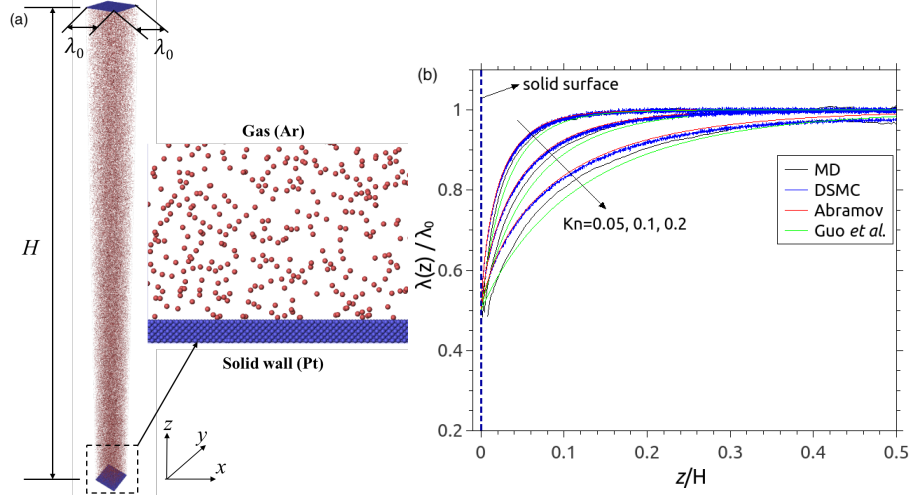 (a)
λ₀
λ₀
H
Gas (Ar)
Solid wall (Pt)
z
y
x
(b)
solid surface
Kn=0.05, 0.1, 0.2
MD
DSMC
Abramov
Guo et al.
λ(z) / λ₀
1
0.8
0.6
0.4
0.2
0
0.1
0.2
0.3
0.4
0.5
z/H